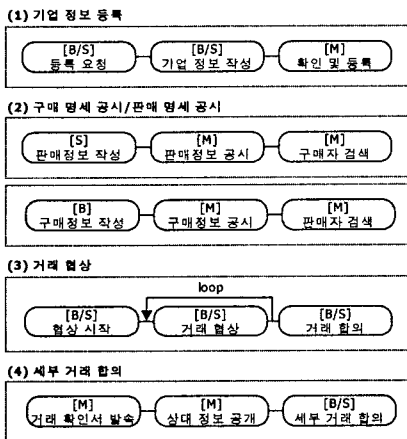 (1) 기업 정보 등록
[B/S] [B/S] [M]
등록 요청 기업 정보 작성 확인 및 등록
(2) 구매 명세 공시/판매 명세 공시
[S] [M] [M]
판매정보 작성 판매정보 공시 구매자 검색
[B] [M] [M]
구매정보 작성 구매정보 공시 판매자 검색
(3) 거래 협상
loop
[B/S] [B/S] [B/S]
협상 시작 거래 협상 거래 합의
(4) 세부 거래 합의
[M] [M] [B/S]
거래 확인서 발송 상대 정보 공개 세부 거래 합의